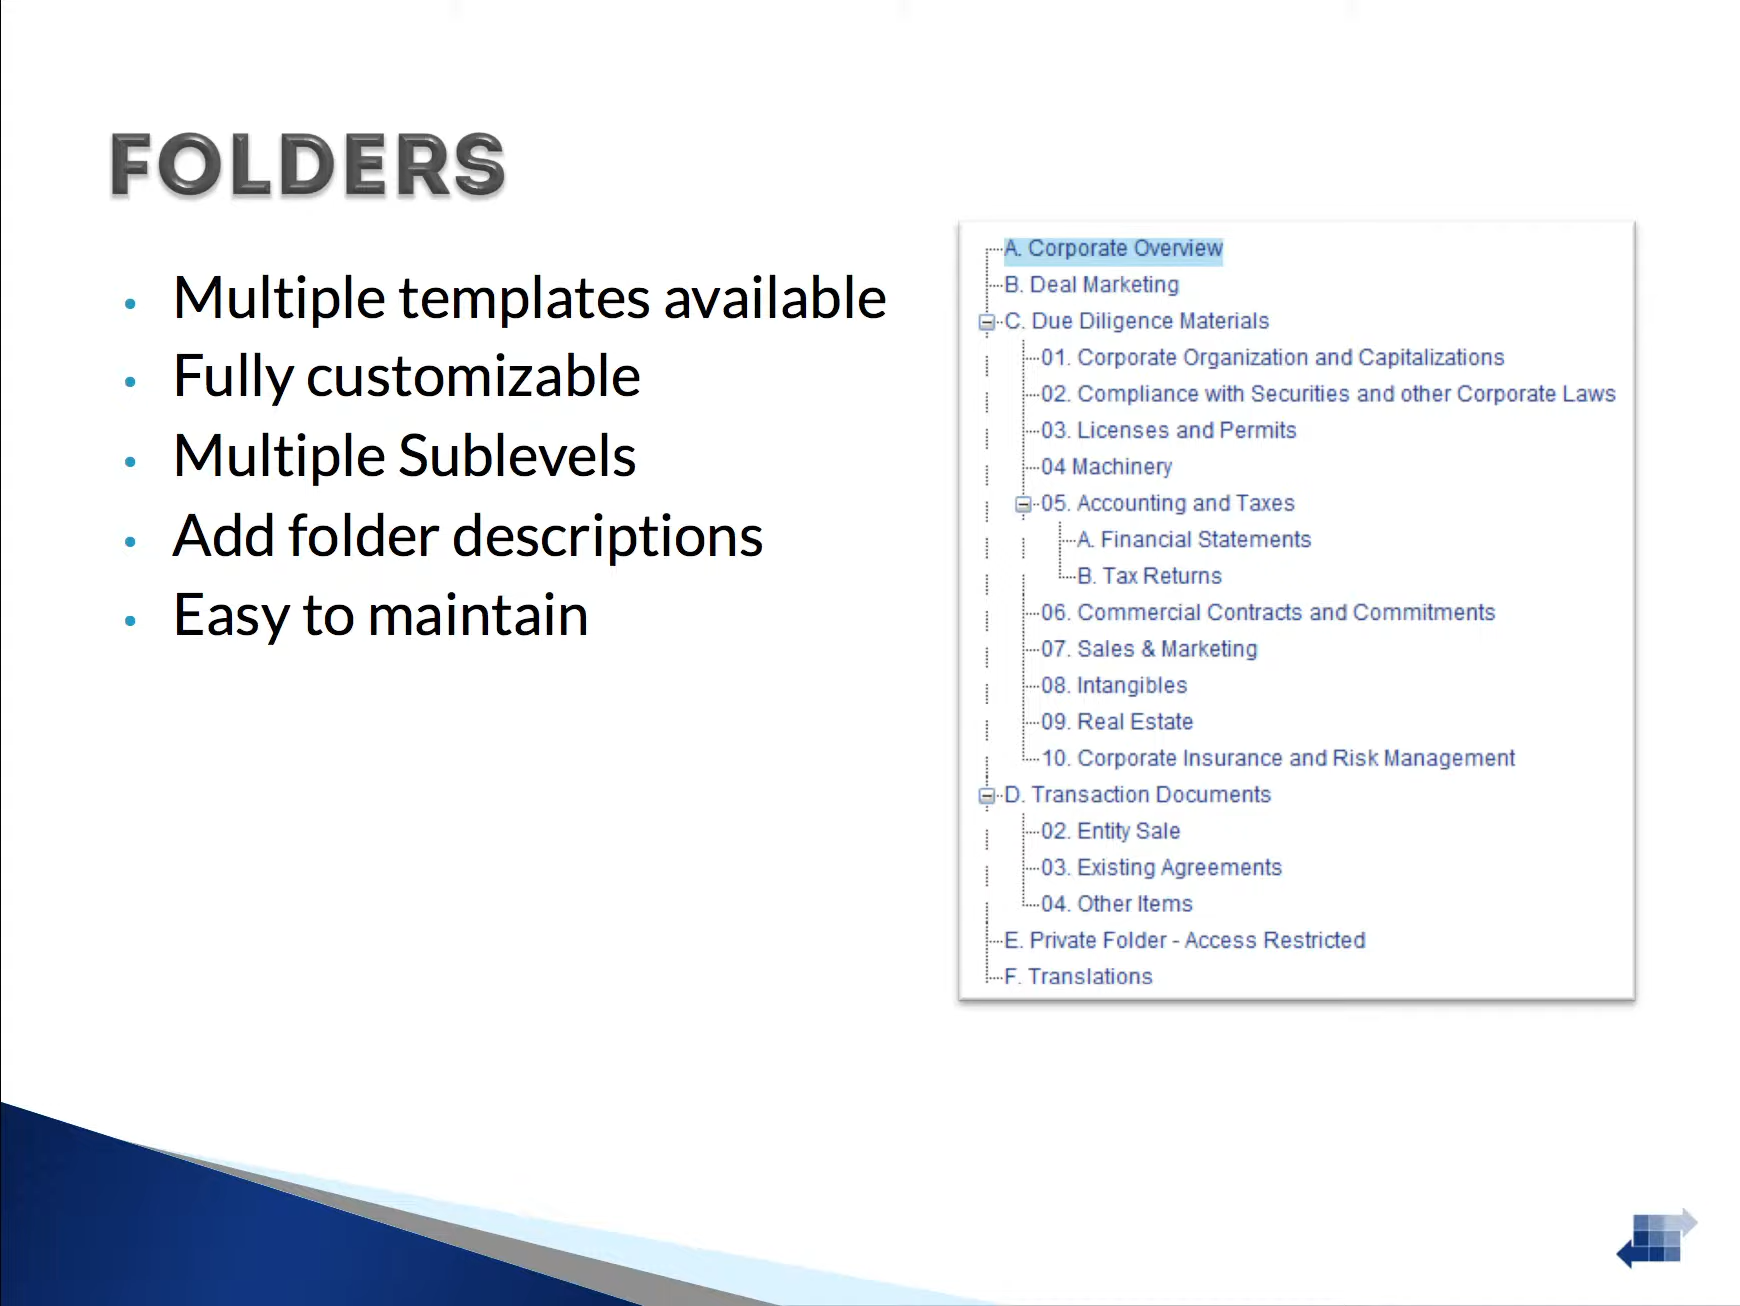 FOLDERS
• Multiple templates available
• Fully customizable
• Multiple Sublevels
• Add folder descriptions
• Easy to maintain
A. Corporate Overview
B. Deal Marketing
C. Due Diligence Materials
01. Corporate Organization and Capitalizations
02. Compliance with Securities and other Corporate Laws
03. Licenses and Permits
04 Machinery
05. Accounting and Taxes
A. Financial Statements
B. Tax Returns
06. Commercial Contracts and Commitments
07. Sales & Marketing
08. Intangibles
09. Real Estate
10. Corporate Insurance and Risk Management
D. Transaction Documents
02. Entity Sale
03. Existing Agreements
04. Other Items
E. Private Folder - Access Restricted
F. Translations